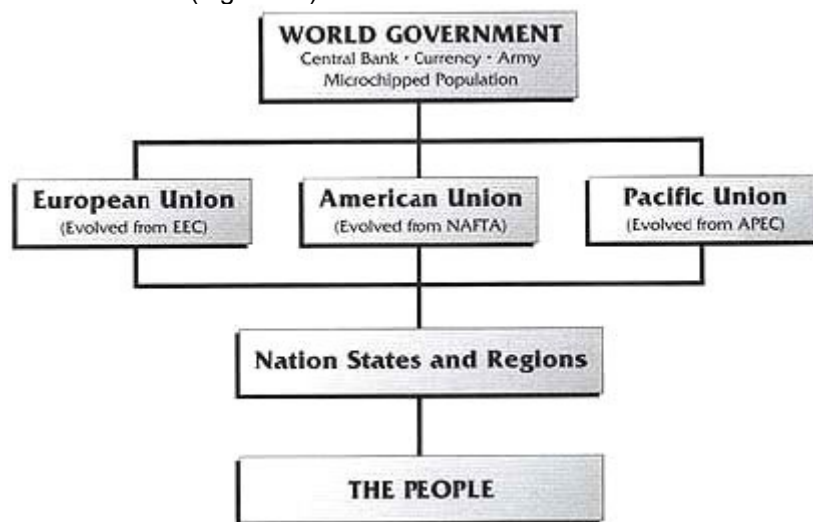 WORLD GOVERNMENT
Central Bank • Currency • Army
Microchipped Population
European Union
(Evolved from EEC)
American Union
(Evolved from NAFTA)
Pacific Union
(Evolved from APEC)
Nation States and Regions
THE PEOPLE